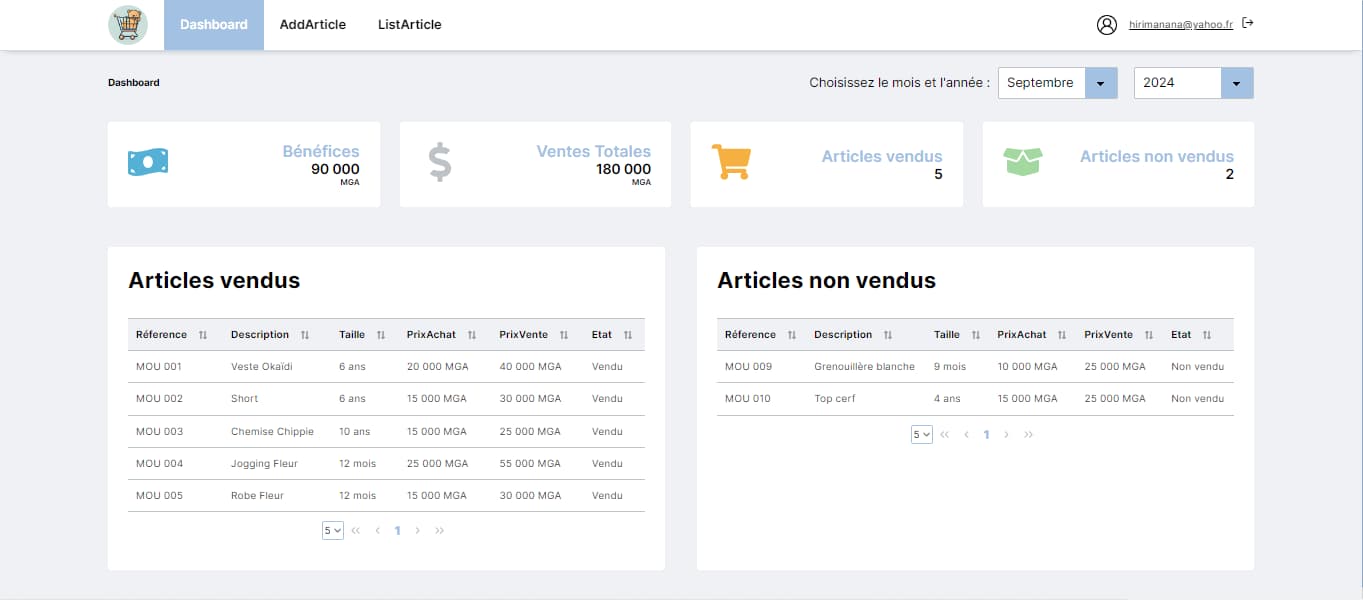 Dashboard AddArticle ListArticle hirimanana@yahoo.fr
Dashboard Choisissez le mois et l'année : Septembre 2024
Bénéfices
90 000
MGA
Ventes Totales
180 000
MGA
Articles vendus
5
Articles non vendus
2
Articles vendus
Réference Description Taille PrixAchat PrixVente Etat
MOU 001 Veste Okaïdi 6 ans 20 000 MGA 40 000 MGA Vendu
MOU 002 Short 6 ans 15 000 MGA 30 000 MGA Vendu
MOU 003 Chemise Chippie 10 ans 15 000 MGA 25 000 MGA Vendu
MOU 004 Jogging Fleur 12 mois 25 000 MGA 55 000 MGA Vendu
MOU 005 Robe Fleur 12 mois 15 000 MGA 30 000 MGA Vendu
5 « ‹ 1 › »
Articles non vendus
Réference Description Taille PrixAchat PrixVente Etat
MOU 009 Grenouillère blanche 9 mois 10 000 MGA 25 000 MGA Non vendu
MOU 010 Top cerf 4 ans 15 000 MGA 25 000 MGA Non vendu
5 « ‹ 1 › »